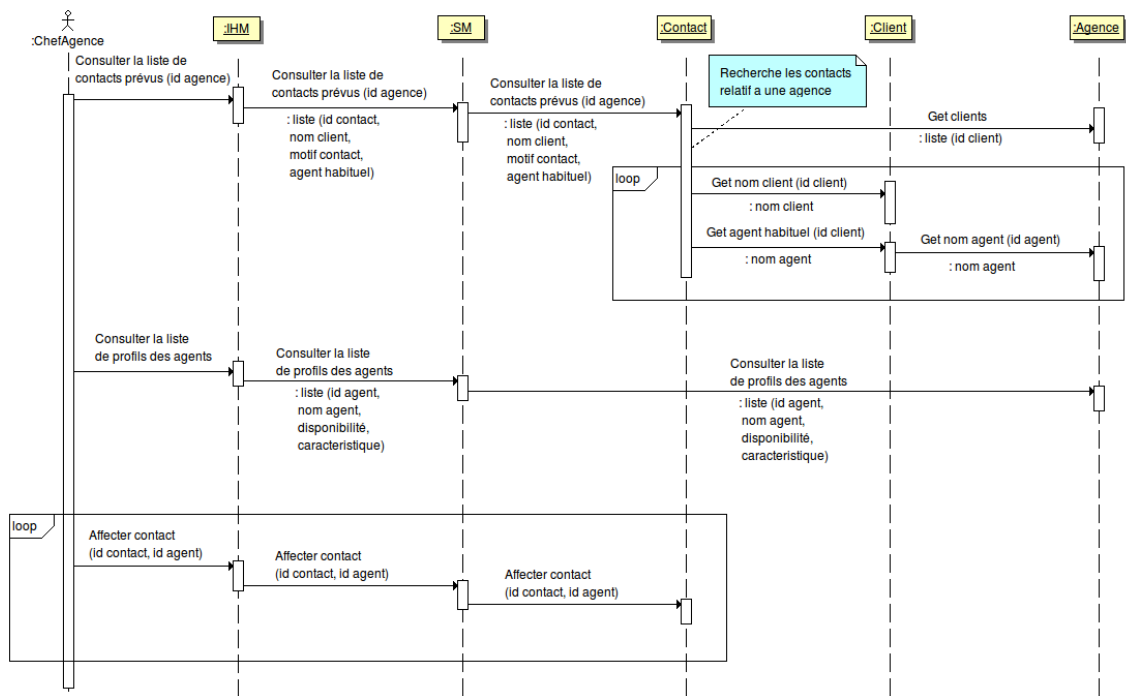 :ChefAgence
:IHM
:SM
:Contact
:Client
:Agence
Consulter la liste de
contacts prévus (id agence)
Consulter la liste de
contacts prévus (id agence)
: liste (id contact,
nom client,
motif contact,
agent habituel)
Consulter la liste de
contacts prévus (id agence)
: liste (id contact,
nom client,
motif contact,
agent habituel)
Recherche les contacts
relatif a une agence
Get clients
: liste (id client)
loop
Get nom client (id client)
: nom client
Get agent habituel (id client)
: nom agent
Get nom agent (id agent)
: nom agent
Consulter la liste
de profils des agents
Consulter la liste
de profils des agents
: liste (id agent,
nom agent,
disponibilité,
caracteristique)
Consulter la liste
de profils des agents
: liste (id agent,
nom agent,
disponibilité,
caracteristique)
loop
Affecter contact
(id contact, id agent)
Affecter contact
(id contact, id agent)
Affecter contact
(id contact, id agent)